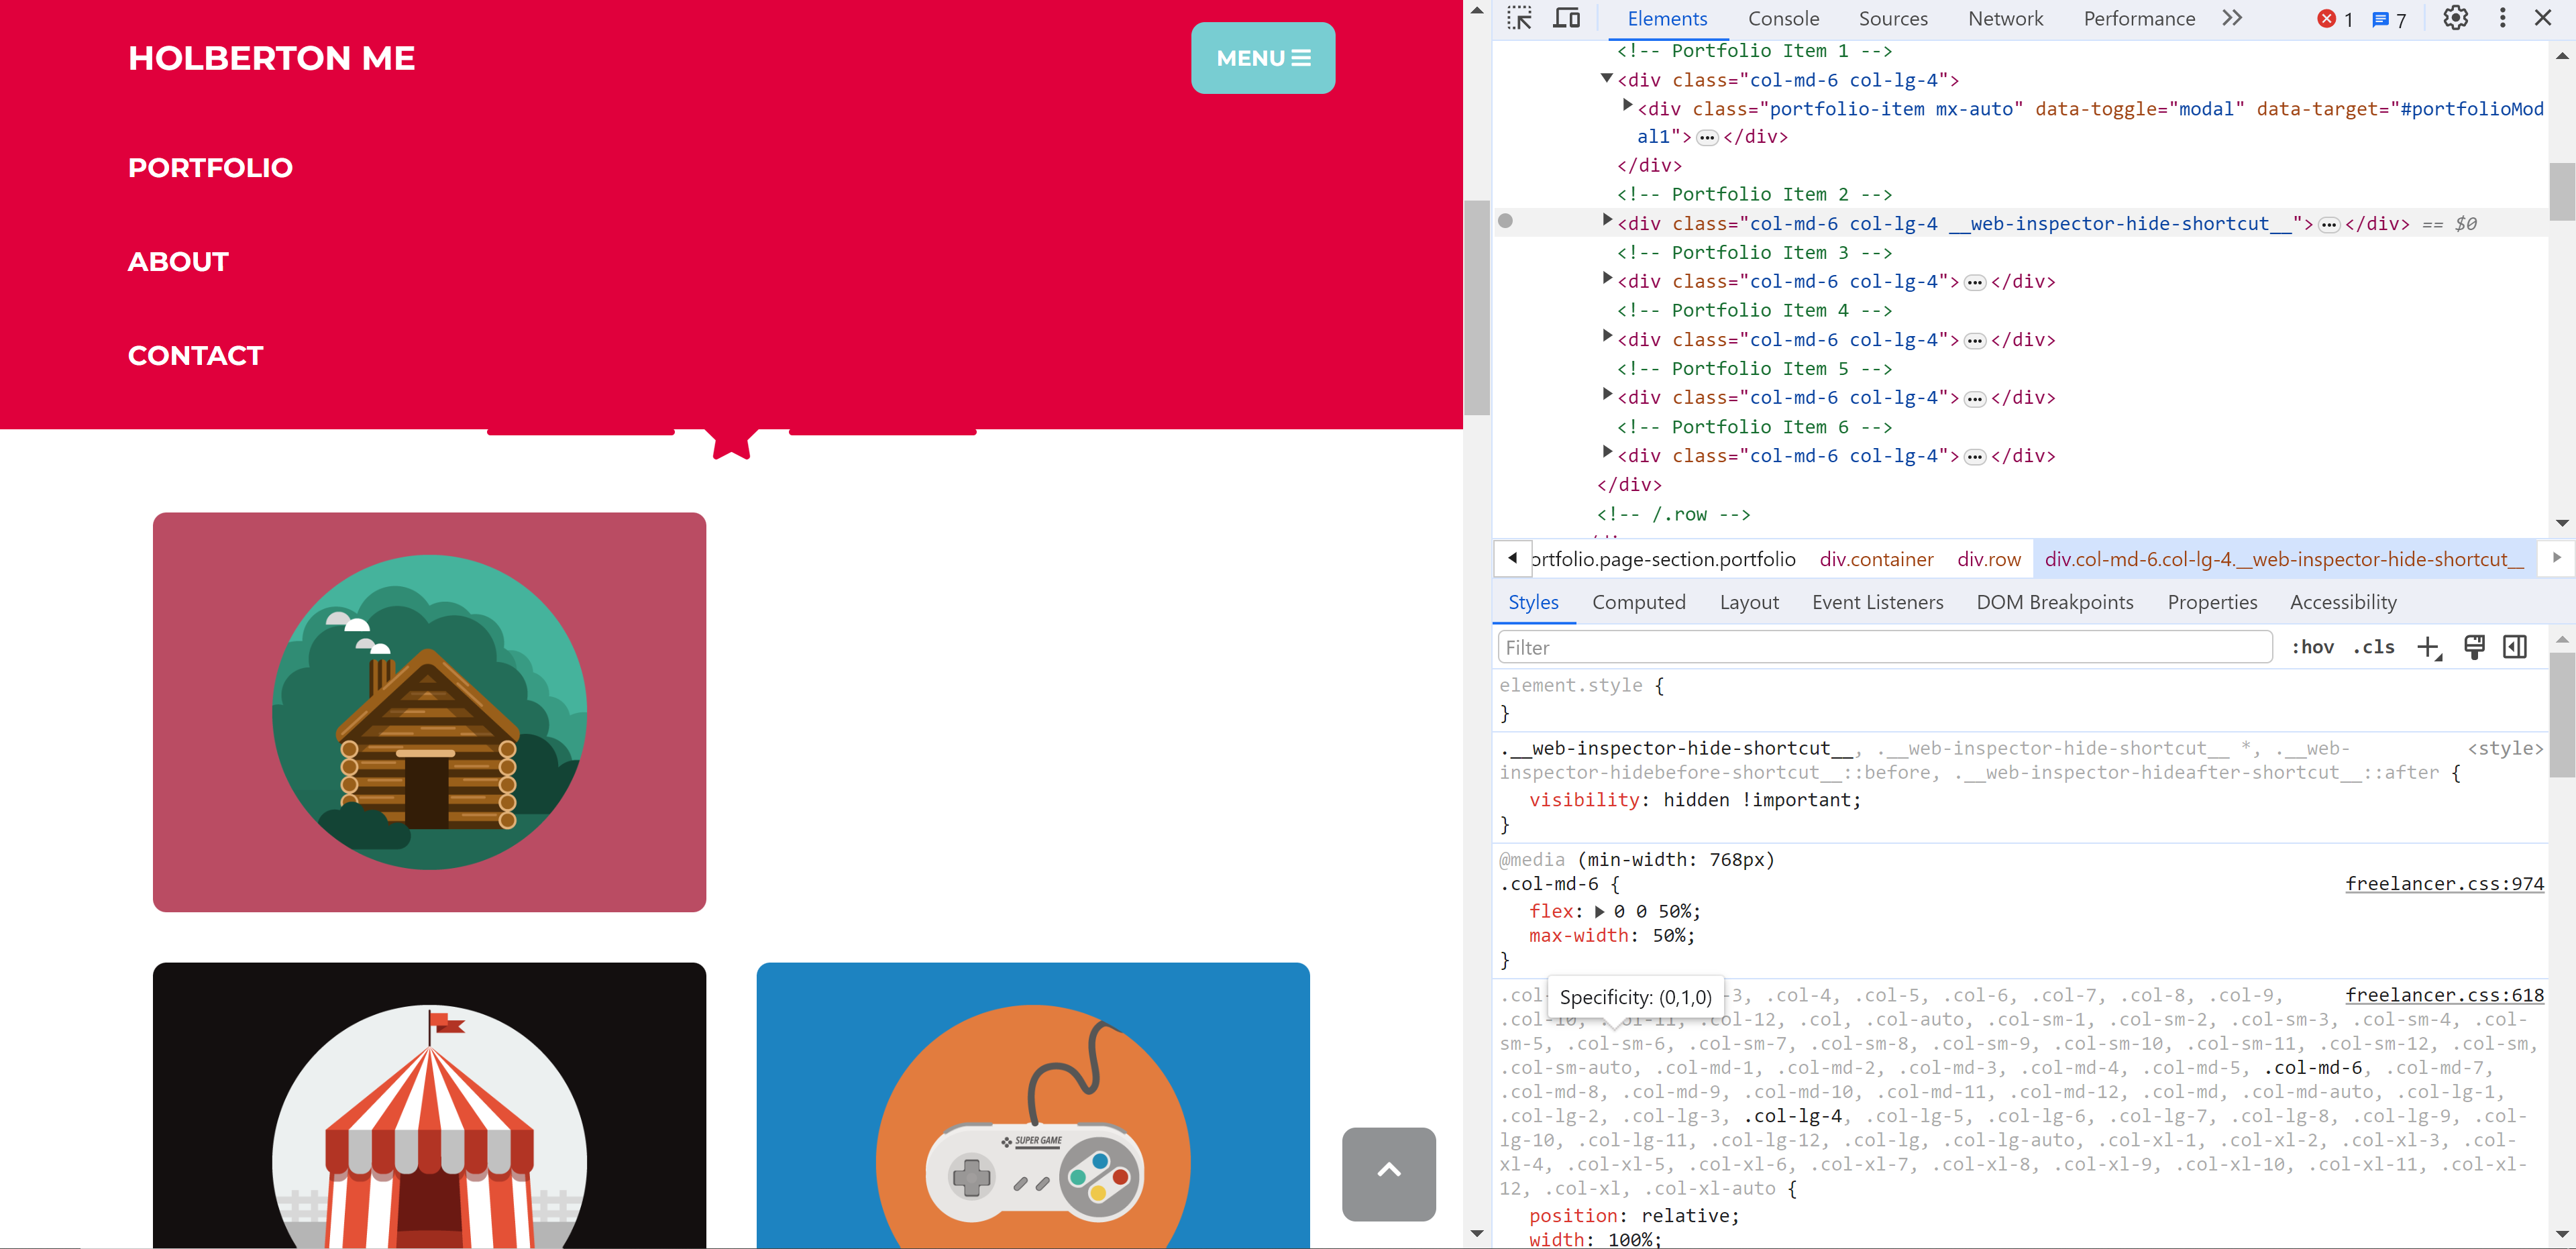 HOLBERTON ME
MENU
PORTFOLIO
ABOUT
CONTACT
SUPER GAME
Elements Console Sources Network Performance 1 7
<!-- Portfolio Item 1 -->
<div class="col-md-6 col-lg-4">
<div class="portfolio-item mx-auto" data-toggle="modal" data-target="#portfolioMod
al1">…</div>
</div>
<!-- Portfolio Item 2 -->
<div class="col-md-6 col-lg-4 __web-inspector-hide-shortcut__">…</div> == $0
<!-- Portfolio Item 3 -->
<div class="col-md-6 col-lg-4">…</div>
<!-- Portfolio Item 4 -->
<div class="col-md-6 col-lg-4">…</div>
<!-- Portfolio Item 5 -->
<div class="col-md-6 col-lg-4">…</div>
<!-- Portfolio Item 6 -->
<div class="col-md-6 col-lg-4">…</div>
</div>
<!-- /.row -->
ortfolio.page-section.portfolio div.container div.row div.col-md-6.col-lg-4.__web-inspector-hide-shortcut__
Styles Computed Layout Event Listeners DOM Breakpoints Properties Accessibility
Filter :hov .cls
element.style {
}
.__web-inspector-hide-shortcut__, .__web-inspector-hide-shortcut__ *, .__web- <style>
inspector-hidebefore-shortcut__::before, .__web-inspector-hideafter-shortcut__::after {
visibility: hidden !important;
}
@media (min-width: 768px)
.col-md-6 { freelancer.css:974
flex: 0 0 50%;
max-width: 50%;
}
Specificity: (0,1,0)
.col-3, .col-4, .col-5, .col-6, .col-7, .col-8, .col-9, freelancer.css:618
.col-12, .col, .col-auto, .col-sm-1, .col-sm-2, .col-sm-3, .col-sm-4, .col-
sm-5, .col-sm-6, .col-sm-7, .col-sm-8, .col-sm-9, .col-sm-10, .col-sm-11, .col-sm-12, .col-sm,
.col-sm-auto, .col-md-1, .col-md-2, .col-md-3, .col-md-4, .col-md-5, .col-md-6, .col-md-7,
.col-md-8, .col-md-9, .col-md-10, .col-md-11, .col-md-12, .col-md, .col-md-auto, .col-lg-1,
.col-lg-2, .col-lg-3, .col-lg-4, .col-lg-5, .col-lg-6, .col-lg-7, .col-lg-8, .col-lg-9, .col-
lg-10, .col-lg-11, .col-lg-12, .col-lg, .col-lg-auto, .col-xl-1, .col-xl-2, .col-xl-3, .col-
xl-4, .col-xl-5, .col-xl-6, .col-xl-7, .col-xl-8, .col-xl-9, .col-xl-10, .col-xl-11, .col-xl-
12, .col-xl, .col-xl-auto {
position: relative;
width: 100%;